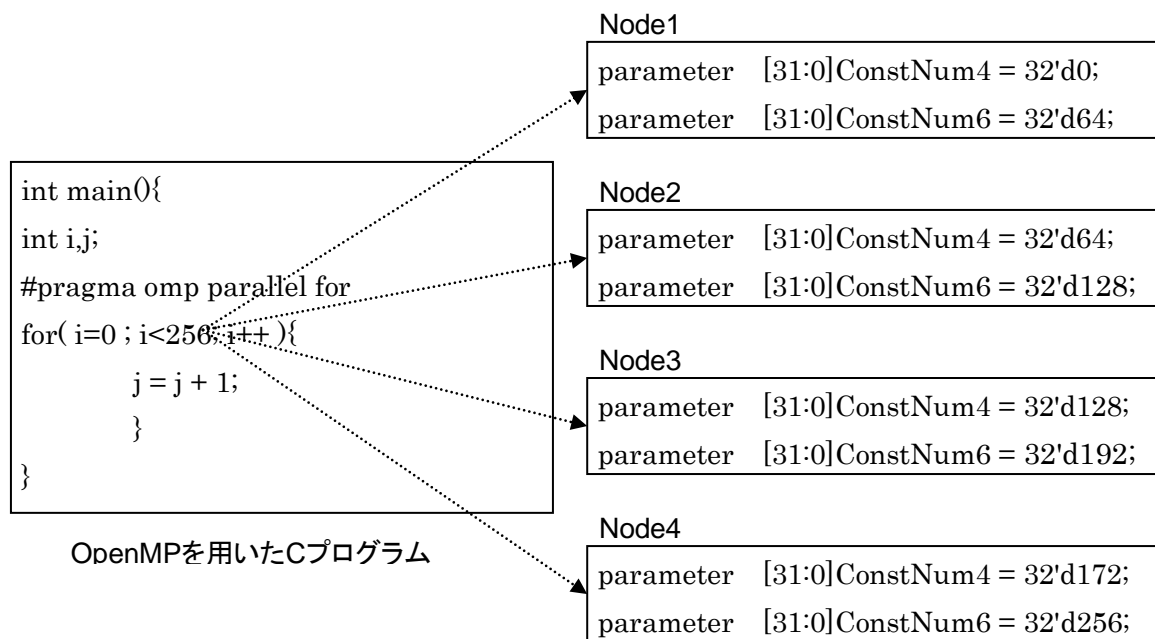 int main(){
int i,j;
#pragma omp parallel for
for( i=0 ; i<256; i++ ){
j = j + 1;
}
}
OpenMPを用いたCプログラム
Node1
parameter [31:0]ConstNum4 = 32'd0;
parameter [31:0]ConstNum6 = 32'd64;
Node2
parameter [31:0]ConstNum4 = 32'd64;
parameter [31:0]ConstNum6 = 32'd128;
Node3
parameter [31:0]ConstNum4 = 32'd128;
parameter [31:0]ConstNum6 = 32'd192;
Node4
parameter [31:0]ConstNum4 = 32'd172;
parameter [31:0]ConstNum6 = 32'd256;